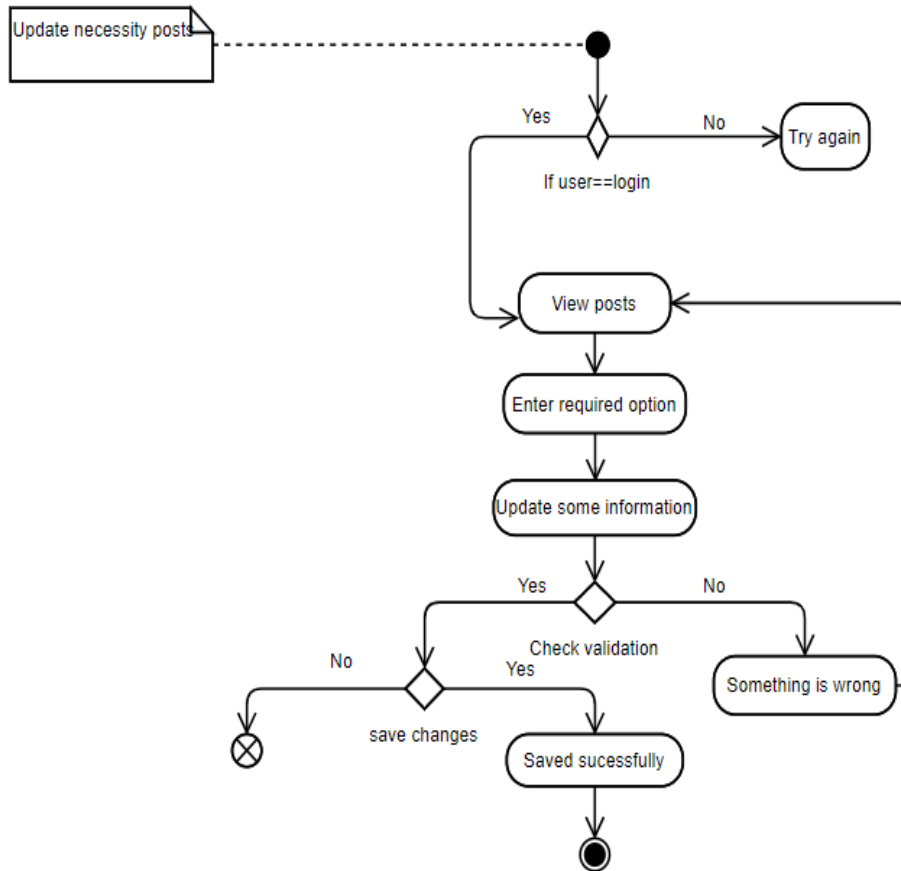 Update necessity posts
Yes
No
Try again
If user==login
View posts
Enter required option
Update some information
Yes
No
Check validation
No
Yes
Something is wrong
save changes
Saved sucessfully